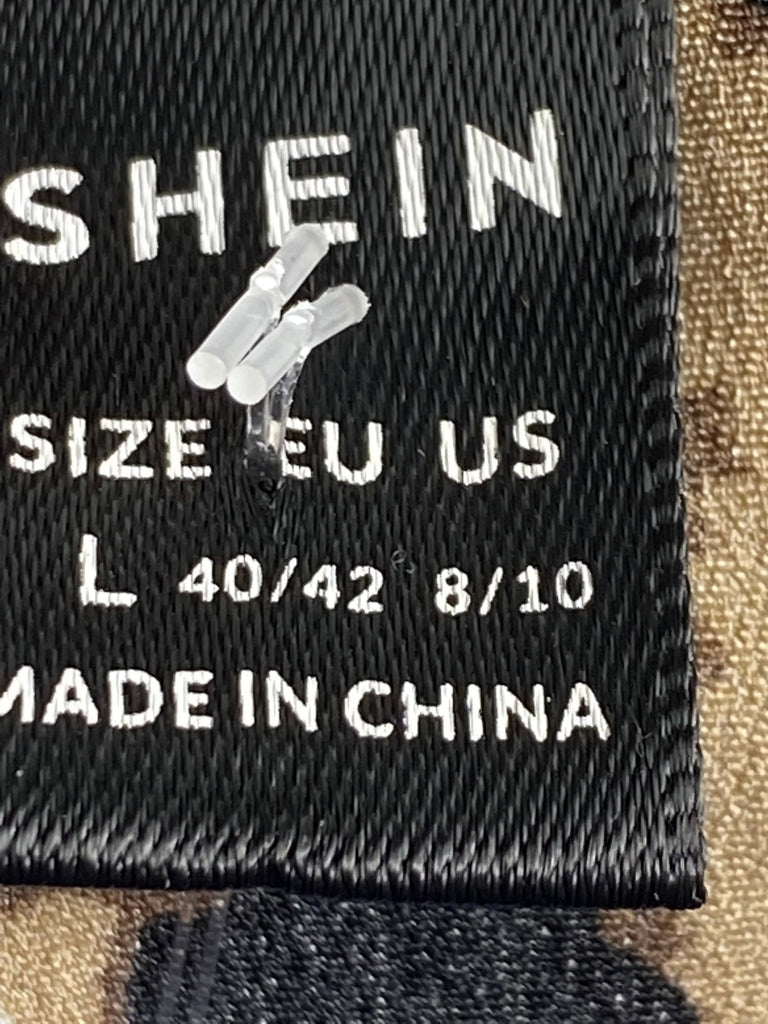 SHEIN
SIZE EU US
L 40/42 8/10
MADE IN CHINA